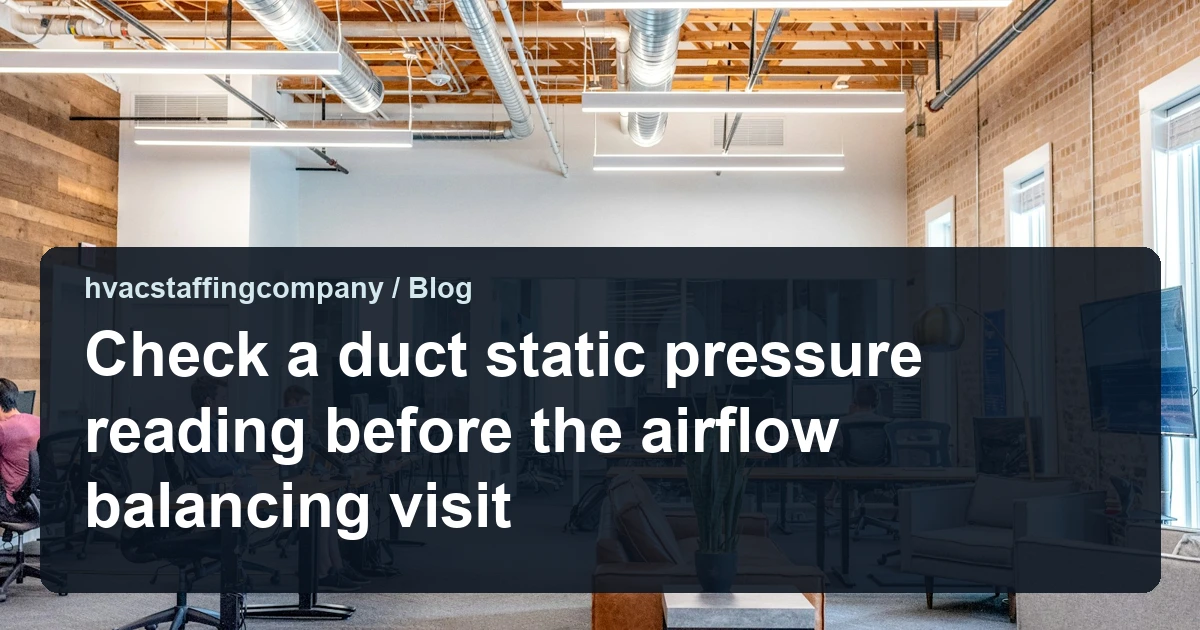 hvacstaffingcompany / Blog
Check a duct static pressure
reading before the airflow
balancing visit